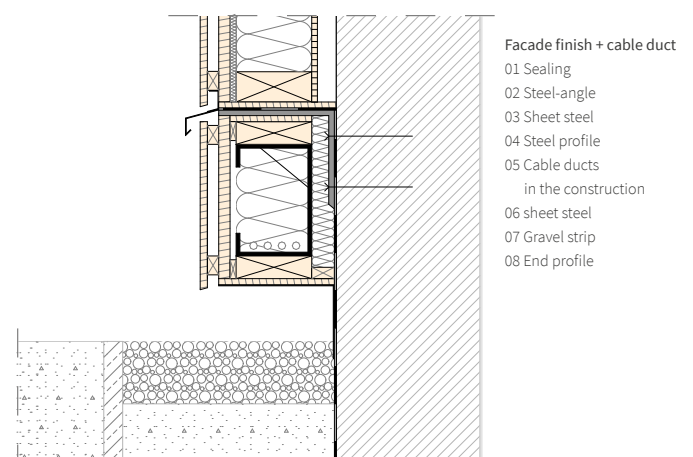 Facade finish + cable duct
01 Sealing
02 Steel-angle
03 Sheet steel
04 Steel profile
05 Cable ducts
in the construction
06 sheet steel
07 Gravel strip
08 End profile